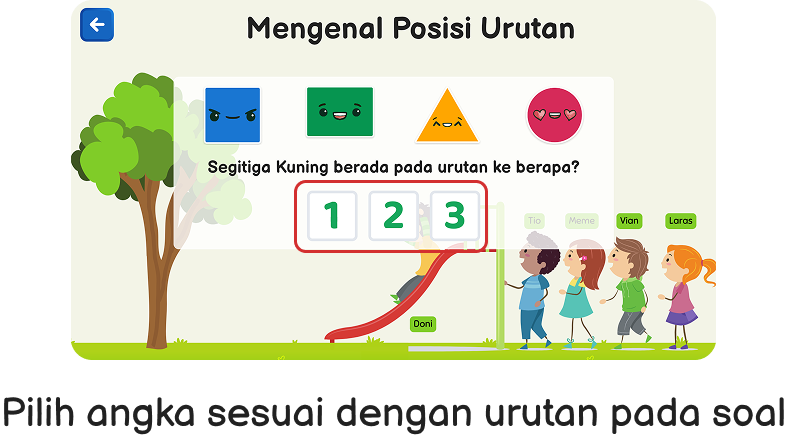 Mengenal Posisi Urutan
Segitiga Kuning berada pada urutan ke berapa?
1 2 3
Tio Meme Vian Laras
Doni
Pilih angka sesuai dengan urutan pada soal